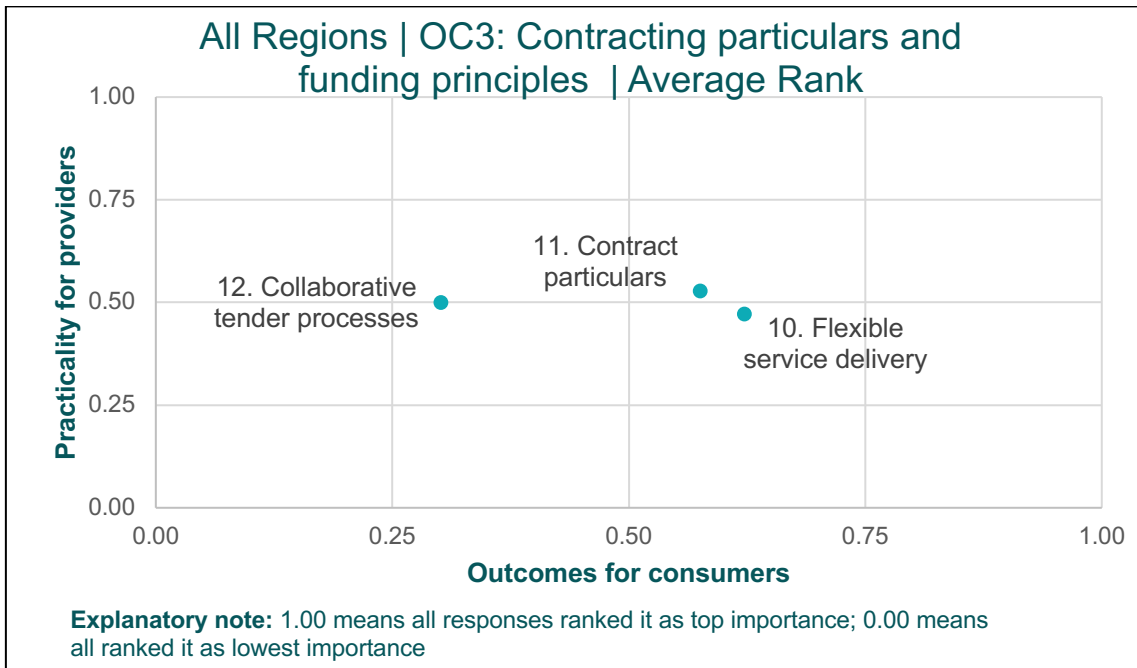 All Regions | OC3: Contracting particulars and
funding principles | Average Rank
1.00
0.75
0.50
0.25
0.00
Practicality for providers
11. Contract
particulars
12. Collaborative
tender processes
10. Flexible
service delivery
0.00 0.25 0.50 0.75 1.00
Outcomes for consumers
Explanatory note: 1.00 means all responses ranked it as top importance; 0.00 means
all ranked it as lowest importance